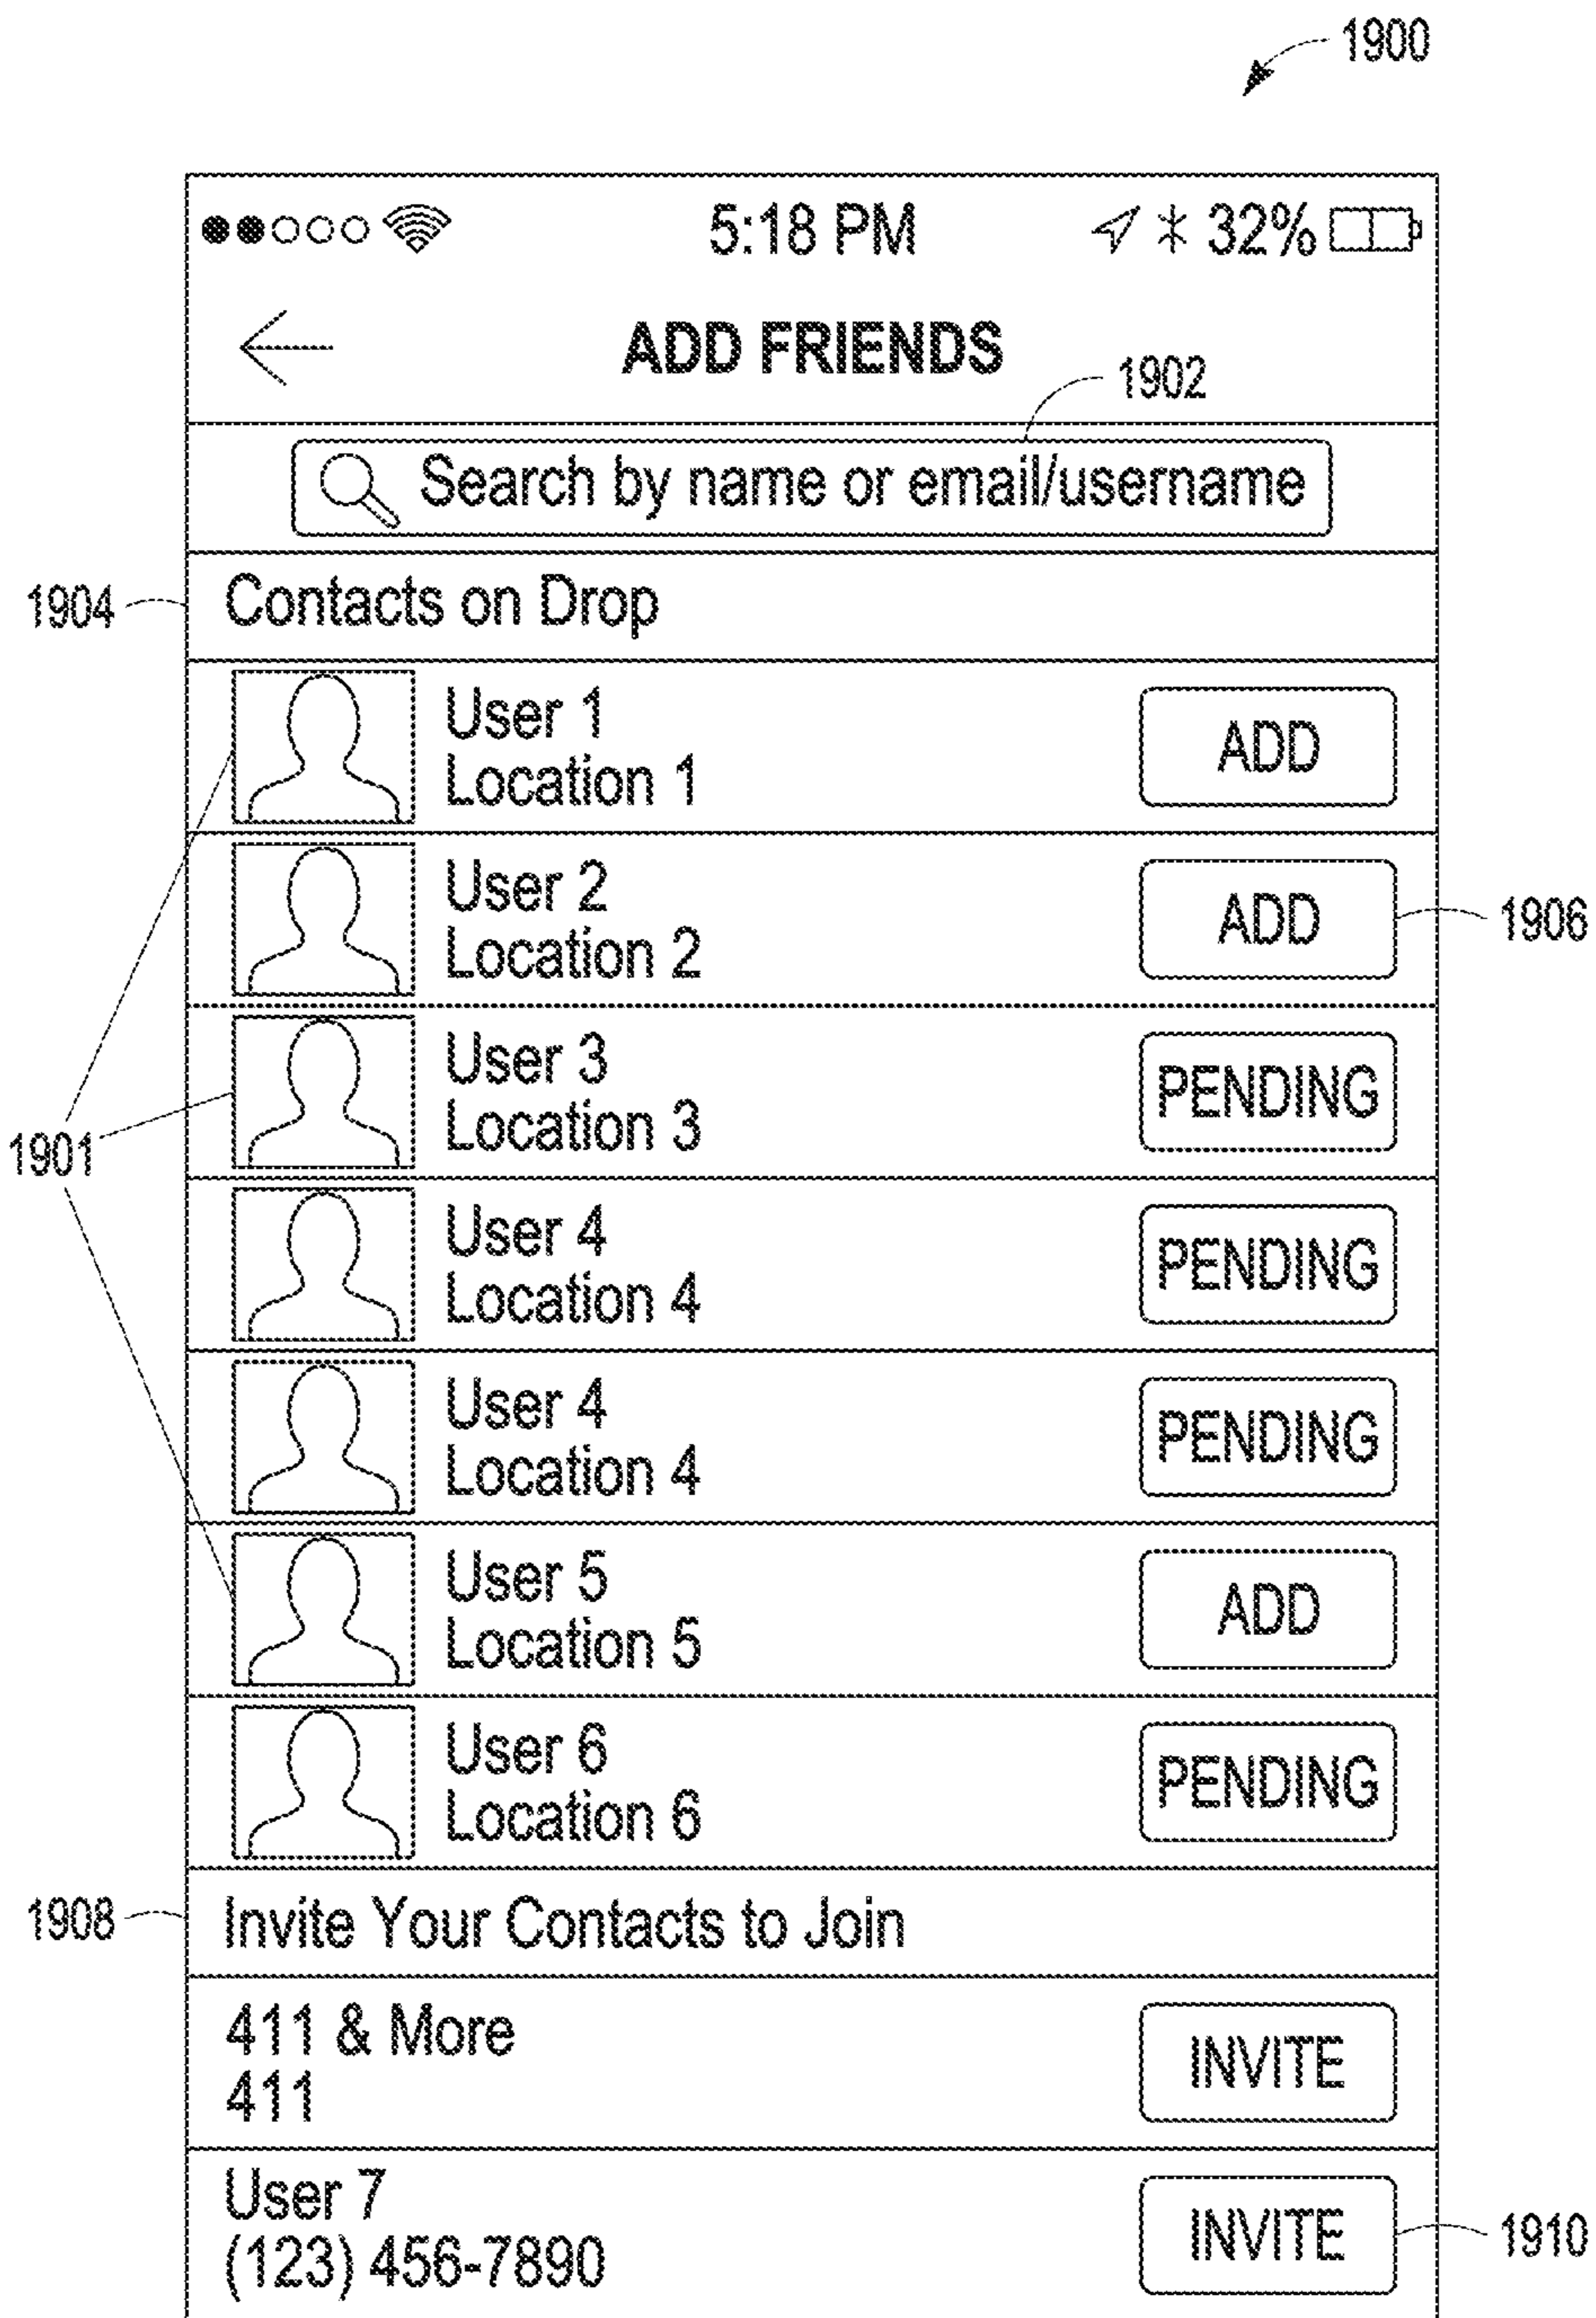 1900
5:18 PM
32%
ADD FRIENDS
1902
Search by name or email/username
1904
Contacts on Drop
User 1
Location 1
ADD
User 2
Location 2
ADD
1906
User 3
Location 3
PENDING
1901
User 4
Location 4
PENDING
User 4
Location 4
PENDING
User 5
Location 5
ADD
User 6
Location 6
PENDING
1908
Invite Your Contacts to Join
411 & More
411
INVITE
User 7
(123) 456-7890
INVITE
1910